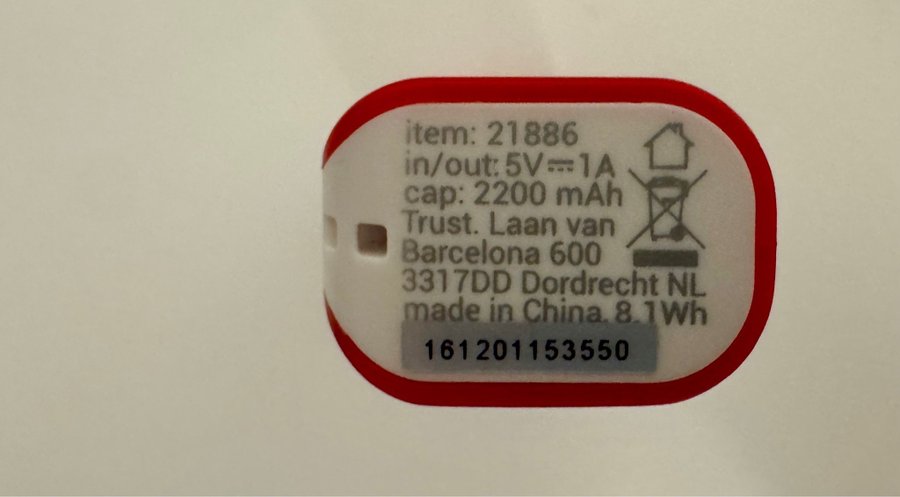 item: 21886
in/out: 5V⎓1A
cap: 2200 mAh
Trust. Laan van
Barcelona 600
3317DD Dordrecht NL
made in China. 8.1Wh
161201153550